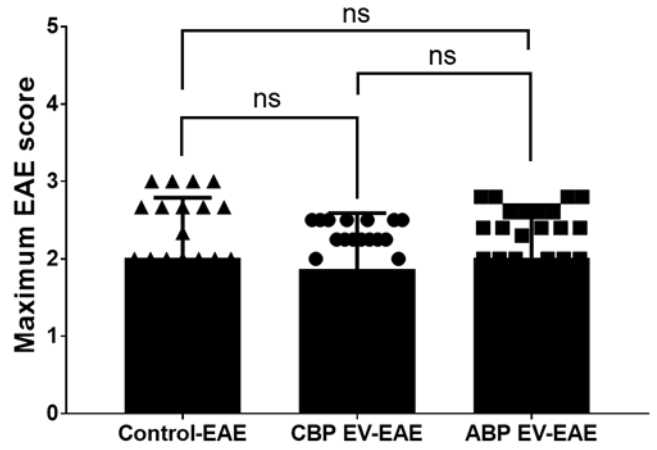 ns
ns
ns
Maximum EAE score
5
4
3
2
1
0
Control-EAE CBP EV-EAE ABP EV-EAE